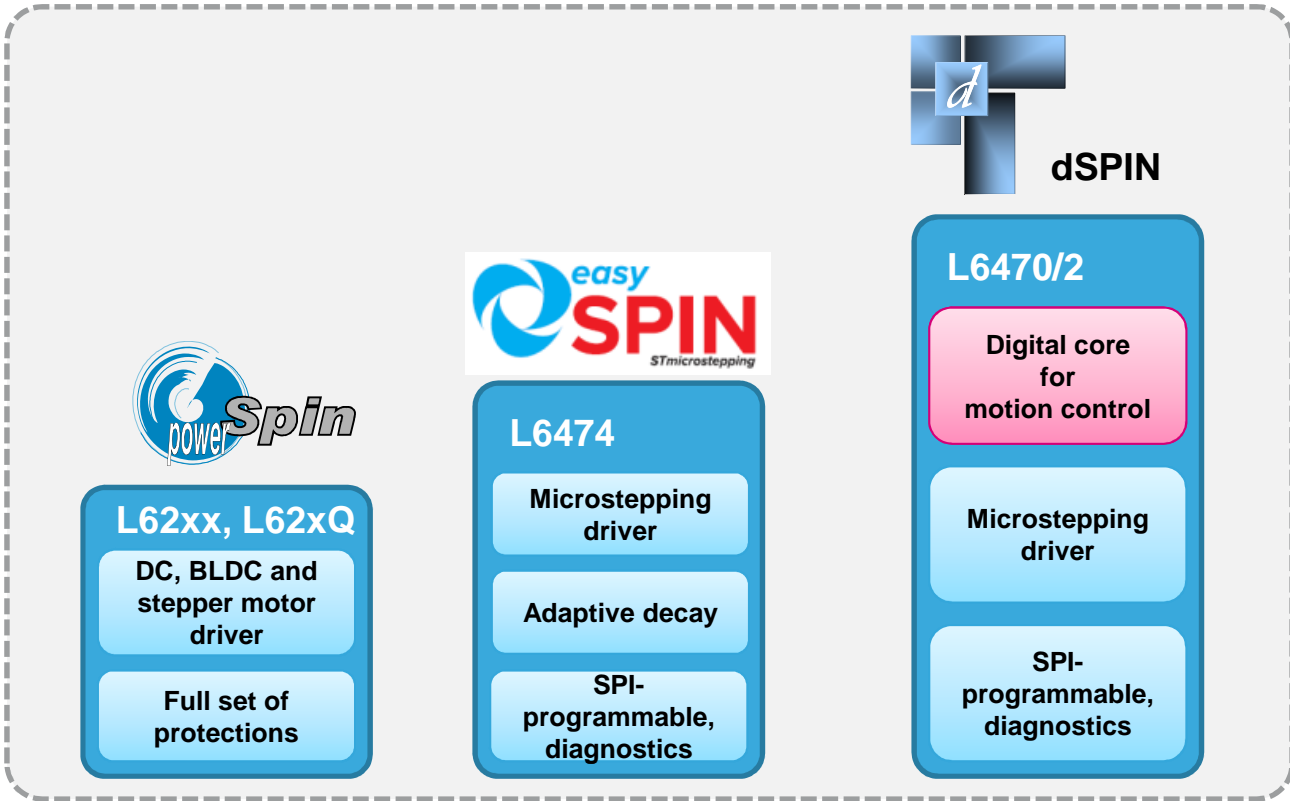 power
Spin
L62xx, L62xQ
DC, BLDC and
stepper motor
driver
Full set of
protections
easy
SPIN
STmicrostepping
L6474
Microstepping
driver
Adaptive decay
SPI-
programmable,
diagnostics
d
dSPIN
L6470/2
Digital core
for
motion control
Microstepping
driver
SPI-
programmable,
diagnostics